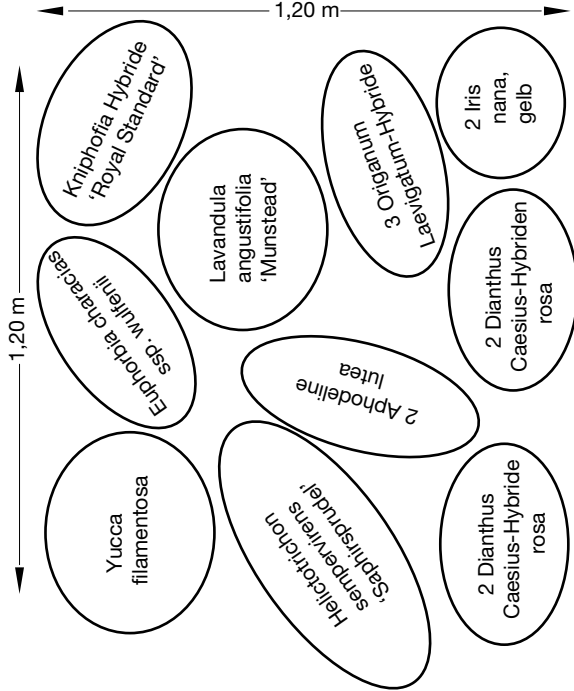 1,20 m
1,20 m
Kniphofia Hybride
‘Royal Standard’
Lavandula
angustifolia
‘Munstead’
3 Origanum
Laevigatum-Hybride
2 Iris
nana,
gelb
Euphorbia characias
ssp. wulfenii
2 Aphodeline
lutea
2 Dianthus
Caesius-Hybriden
rosa
Yucca
filamentosa
Helictotrichon
sempervirens
‘Saphirsprudel’
2 Dianthus
Caesius-Hybride
rosa